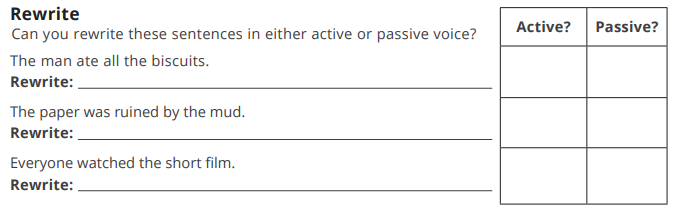 Rewrite
Can you rewrite these sentences in either active or passive voice?
Active? Passive?
The man ate all the biscuits.
Rewrite:
The paper was ruined by the mud.
Rewrite:
Everyone watched the short film.
Rewrite: